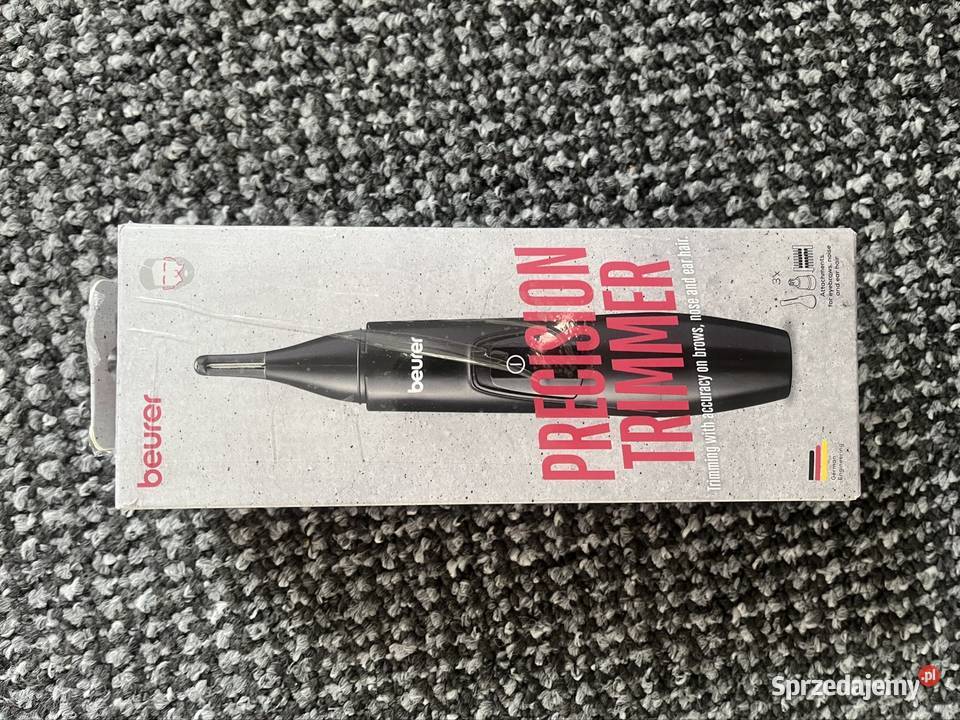 beurer
beurer
PRECISION
TRIMMER
Trimming with accuracy on brows, nose and ear hair.
3x
Attachments
for eyebrows, nose
and ear hair
German
Engineering
Sprzedajemy.pl